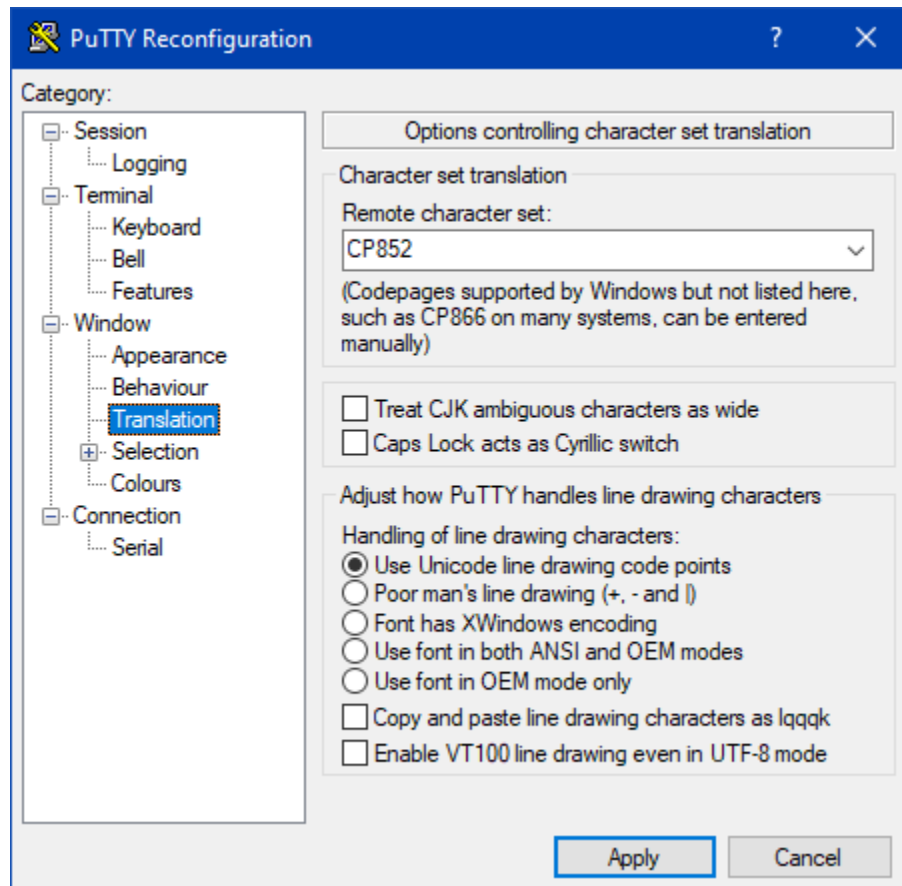 PuTTY Reconfiguration
?
Category:
Session
Logging
Terminal
Keyboard
Bell
Features
Window
Appearance
Behaviour
Translation
Selection
Colours
Connection
Serial
Options controlling character set translation
Character set translation
Remote character set:
CP852
(Codepages supported by Windows but not listed here,
such as CP866 on many systems, can be entered
manually)
Treat CJK ambiguous characters as wide
Caps Lock acts as Cyrillic switch
Adjust how PuTTY handles line drawing characters
Handling of line drawing characters:
Use Unicode line drawing code points
Poor man's line drawing (+, - and |)
Font has XWindows encoding
Use font in both ANSI and OEM modes
Use font in OEM mode only
Copy and paste line drawing characters as lqqqk
Enable VT100 line drawing even in UTF-8 mode
Apply
Cancel